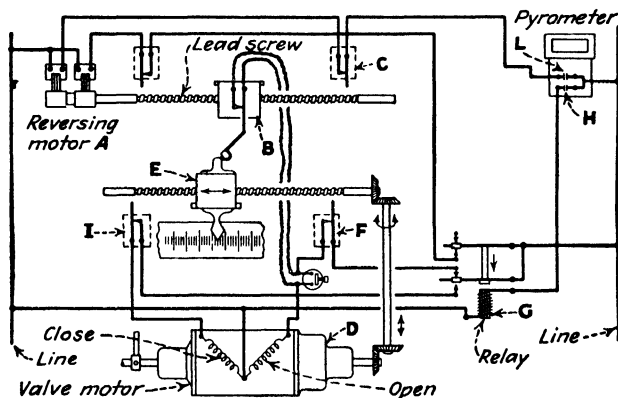 Pyrometer
L
H
Lead screw
C
Reversing
motor A
B
E
I
F
G
Relay
Line
Close
D
Line
Valve motor
Open